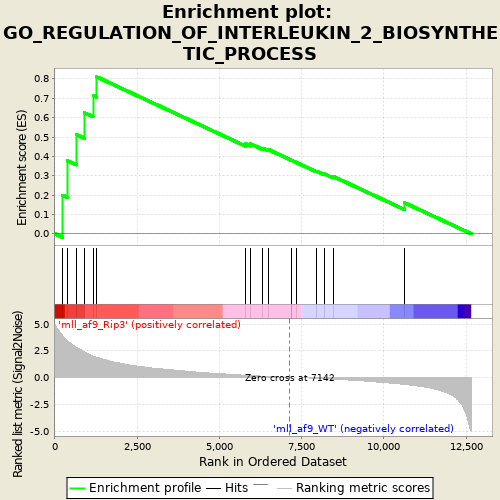 Enrichment plot:
GO_REGULATION_OF_INTERLEUKIN_2_BIOSYNTHE
TIC_PROCESS
Enrichment score (ES)
0.8
0.7
0.6
0.5
0.4
0.3
0.2
0.1
0.0
Ranked list metric (Signal2Noise)
5.0
2.5
0.0
-2.5
-5.0
'mll_af9_Rip3' (positively correlated)
Zero cross at 7142
'mll_af9_WT' (negatively correlated)
0
2,500
5,000
7,500
10,000
12,500
Rank in Ordered Dataset
Enrichment profile
Hits
Ranking metric scores